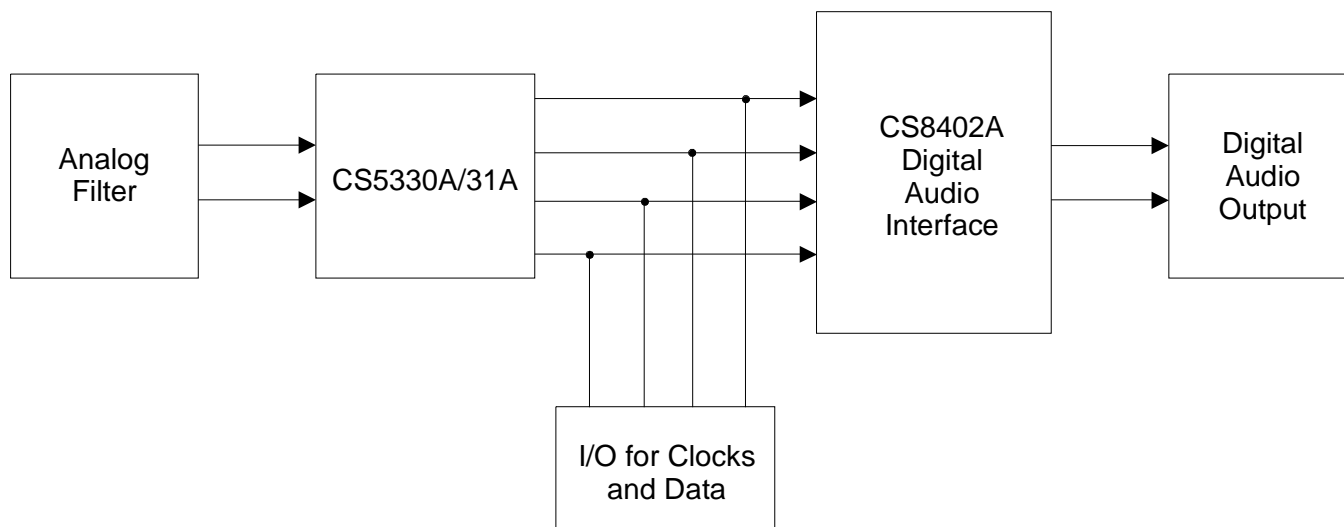 Analog
Filter
CS5330A/31A
CS8402A
Digital
Audio
Interface
Digital
Audio
Output
I/O for Clocks
and Data